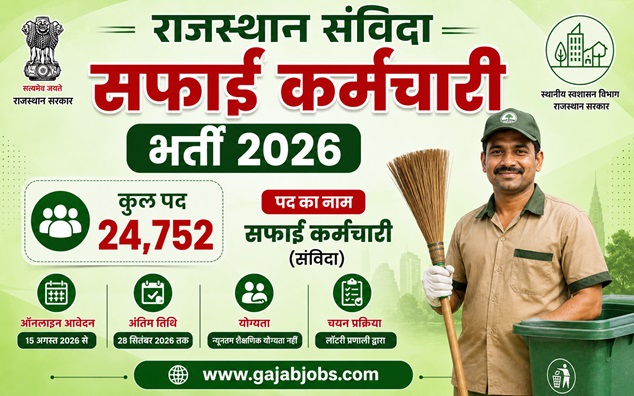 राजस्थान संविदा
सफाई कर्मचारी
भर्ती 2026
सत्यमेव जयते
राजस्थान सरकार
स्थानीय स्वशासन विभाग
राजस्थान सरकार
कुल पद
24,752
पद का नाम
सफाई कर्मचारी
(संविदा)
ऑनलाइन आवेदन
15 अगस्त 2026 से
अंतिम तिथि
28 सितंबर 2026 तक
योग्यता
न्यूनतम शैक्षणिक योग्यता नहीं
चयन प्रक्रिया
लॉटरी प्रणाली द्वारा
www.gajabjobs.com